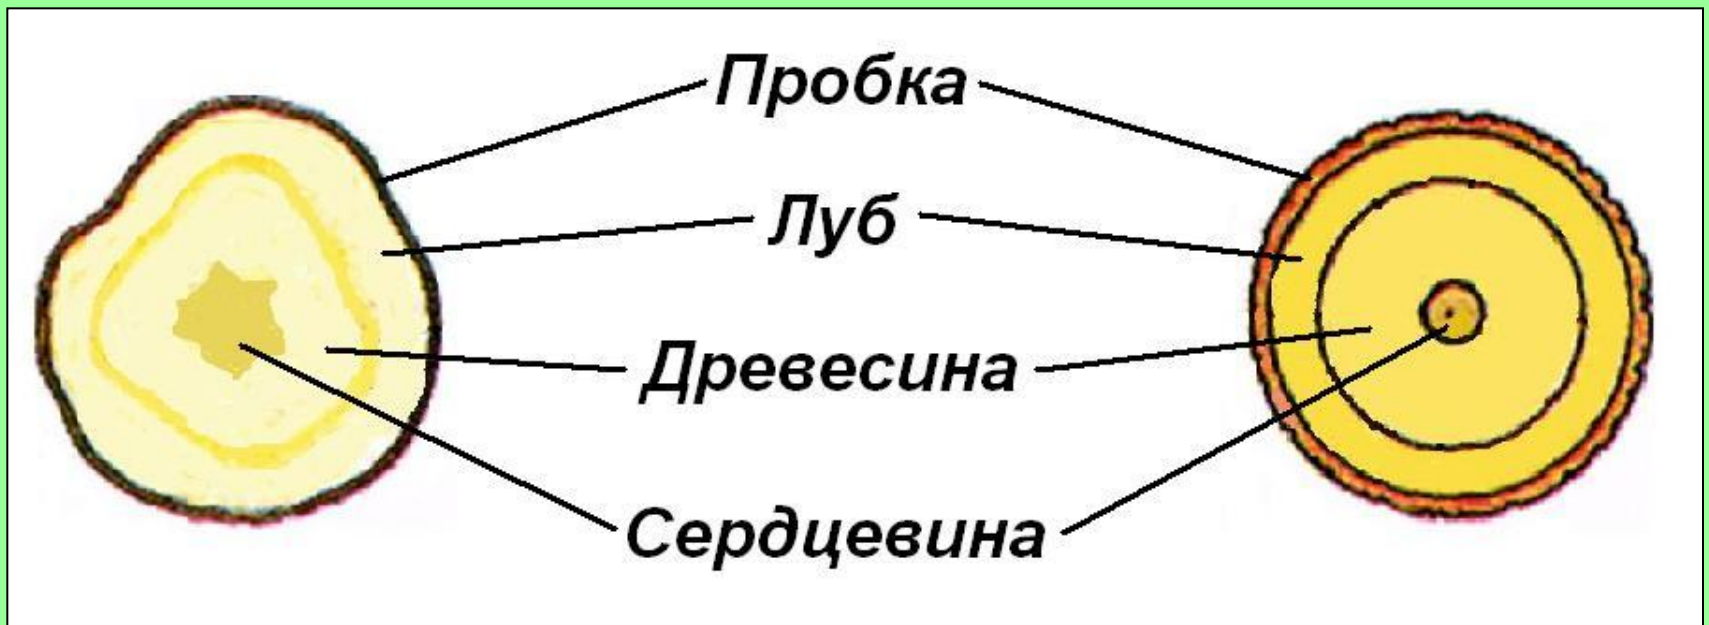 Пробка
Луб
Древесина
Сердцевина